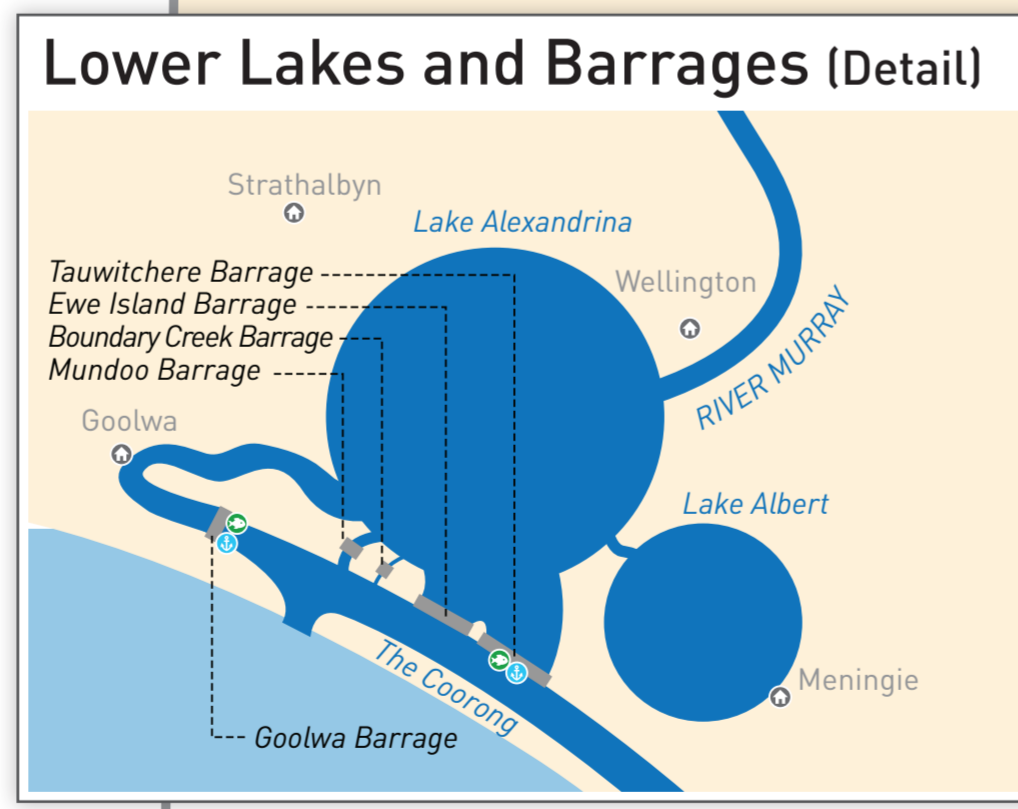 Lower Lakes and Barrages (Detail)
Strathalbyn
Lake Alexandrina
Tauwitchere Barrage
Wellington
Ewe Island Barrage
Boundary Creek Barrage
RIVER MURRAY
Mundoo Barrage
Goolwa
Lake Albert
The Coorong
Meningie
Goolwa Barrage